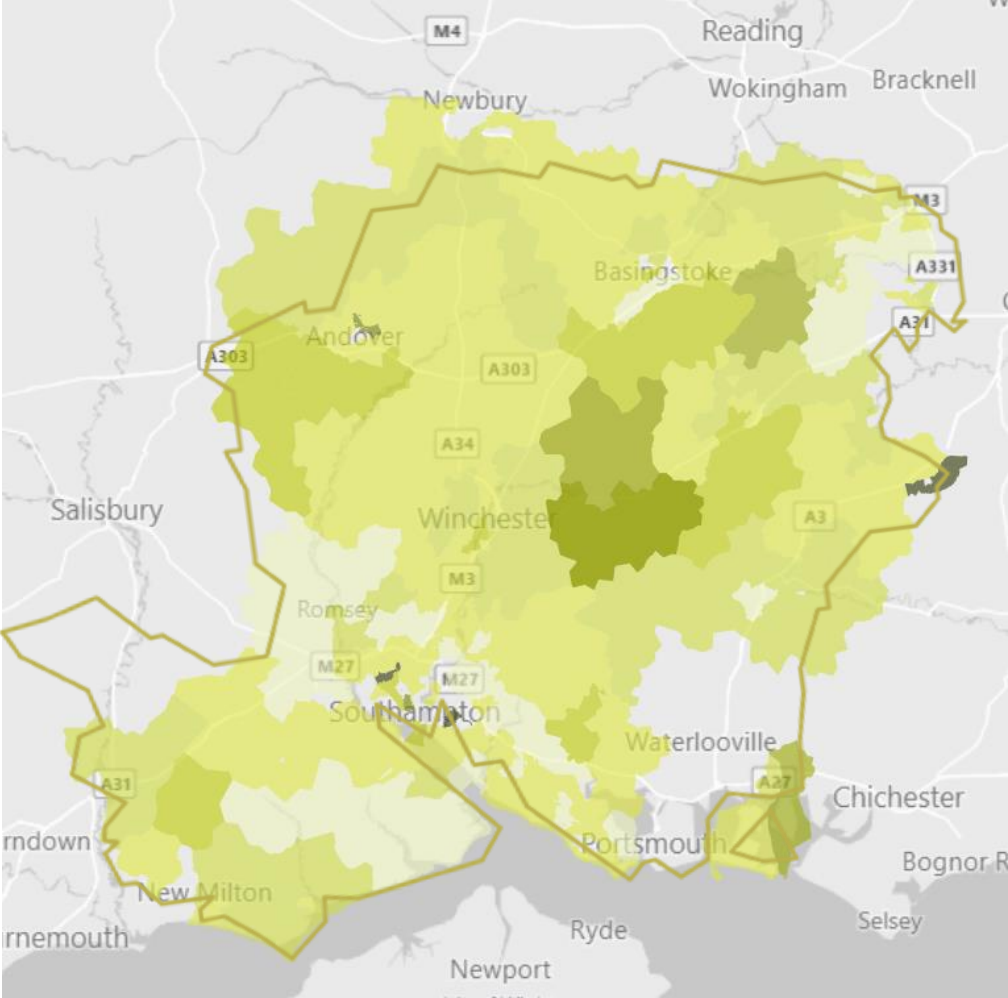 M4
Reading
Bracknell
Wokingham
Newbury
M3
A331
Basingstoke
A31
Andover
A303
A303
A34
Salisbury
Winchester
A3
M3
Romsey
M27
M27
Southampton
Waterlooville
A27
A31
Chichester
rndown
Portsmouth
Bognor R
New Milton
Selsey
rnemouth
Ryde
Newport